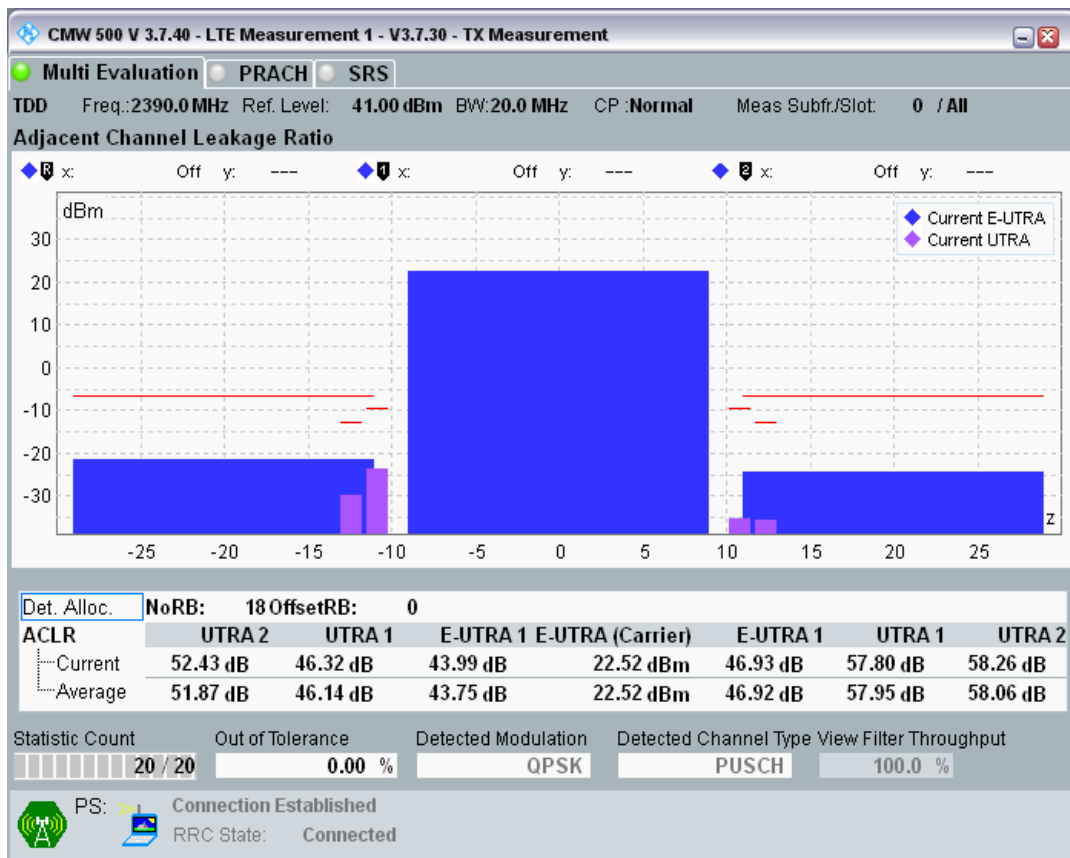 CMW 500 V 3.7.40 - LTE Measurement 1 - V3.7.30 - TX Measurement
Multi Evaluation PRACH SRS
TDD Freq.:2390.0 MHz Ref. Level: 41.00 dBm BW:20.0 MHz CP :Normal Meas Subfr./Slot: 0 / All
Adjacent Channel Leakage Ratio
R x: Off y: --- 1 x: Off y: --- 2 x: Off y: ---
dBm
Current E-UTRA
Current UTRA
30
20
10
0
-10
-20
-30
z
-25 -20 -15 -10 -5 0 5 10 15 20 25
Det. Alloc. NoRB: 18 OffsetRB: 0
ACLR UTRA 2 UTRA 1 E-UTRA 1 E-UTRA (Carrier) E-UTRA 1 UTRA 1 UTRA 2
Current 52.43 dB 46.32 dB 43.99 dB 22.52 dBm 46.93 dB 57.80 dB 58.26 dB
Average 51.87 dB 46.14 dB 43.75 dB 22.52 dBm 46.92 dB 57.95 dB 58.06 dB
Statistic Count Out of Tolerance Detected Modulation Detected Channel Type View Filter Throughput
20 / 20 0.00 % QPSK PUSCH 100.0 %
PS: Connection Established
RRC State: Connected